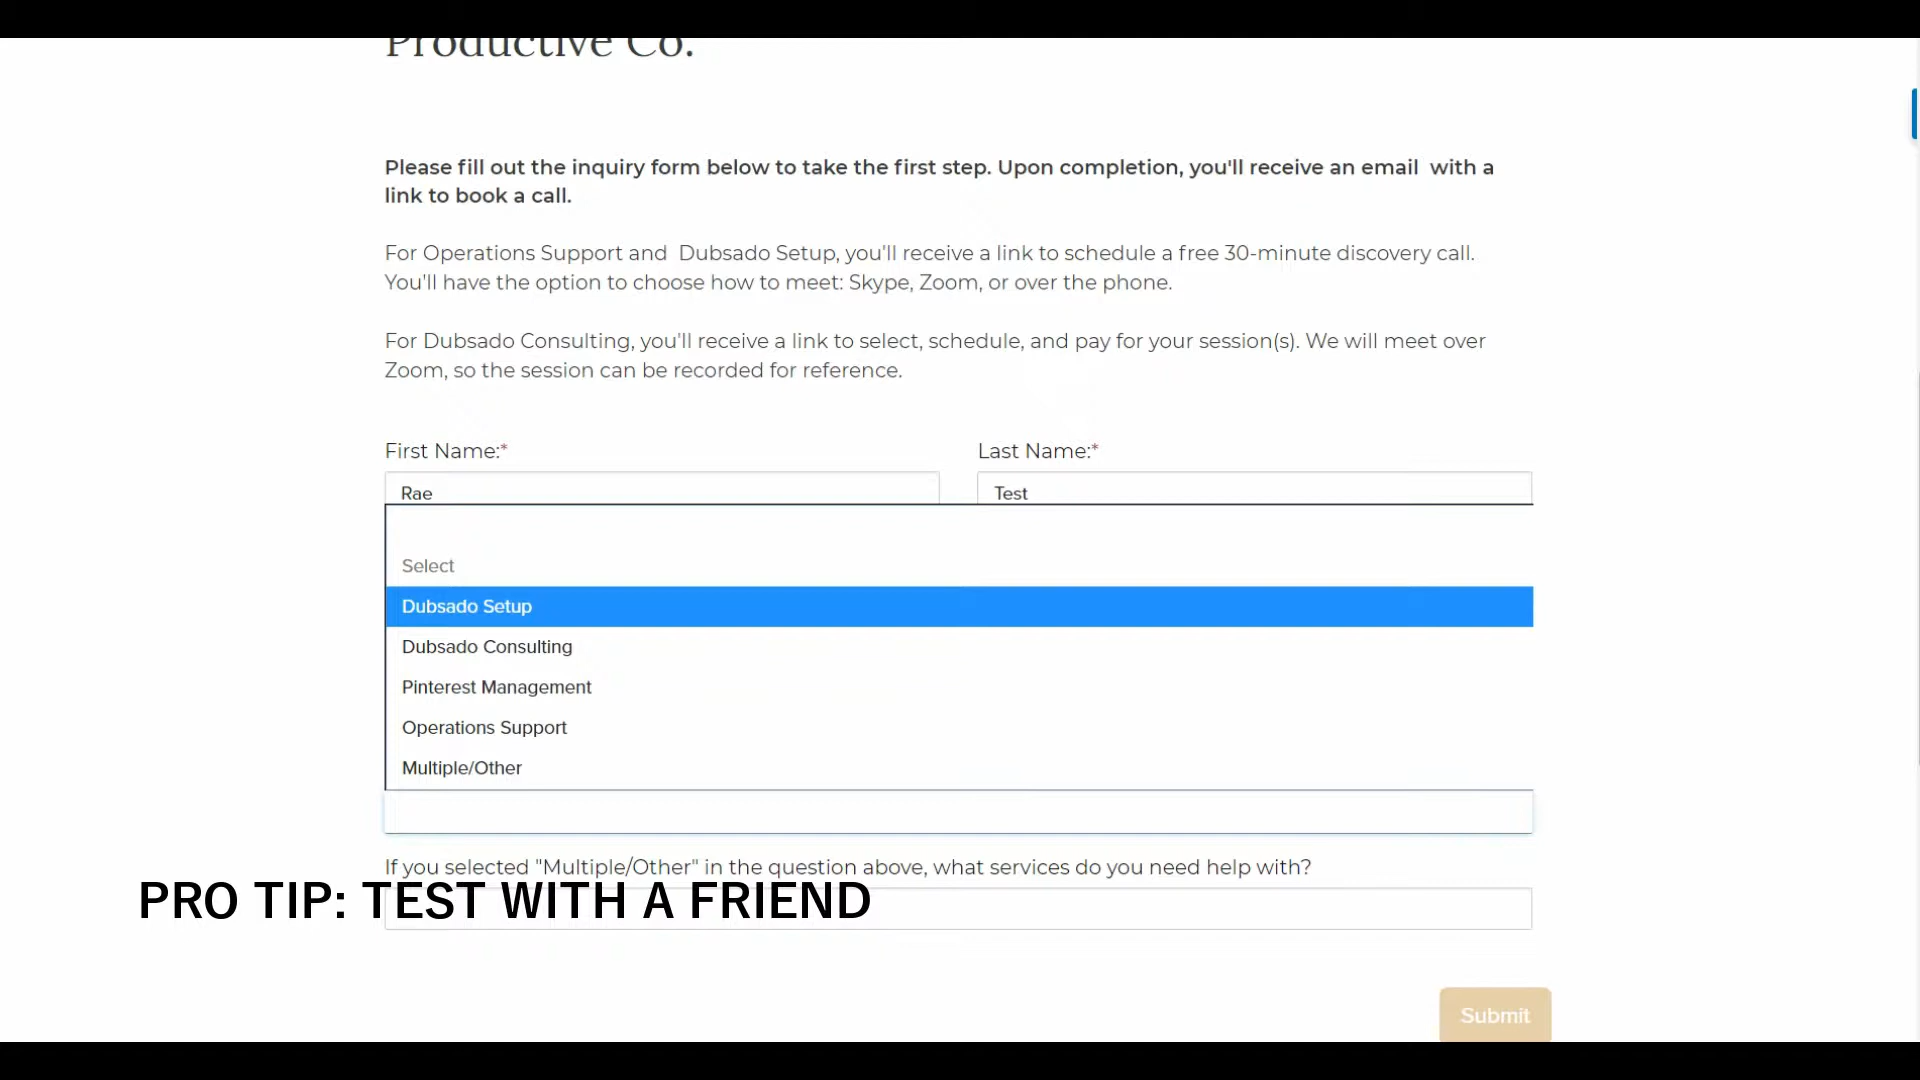 Productive Co.
Please fill out the inquiry form below to take the first step. Upon completion, you'll receive an email with a
link to book a call.
For Operations Support and Dubsado Setup, you'll receive a link to schedule a free 30-minute discovery call.
You'll have the option to choose how to meet: Skype, Zoom, or over the phone.
For Dubsado Consulting, you'll receive a link to select, schedule, and pay for your session(s). We will meet over
Zoom, so the session can be recorded for reference.
First Name:* Last Name:*
Rae Test
Select
Dubsado Setup
Dubsado Consulting
Pinterest Management
Operations Support
Multiple/Other
If you selected "Multiple/Other" in the question above, what services do you need help with?
PRO TIP: TEST WITH A FRIEND
Submit